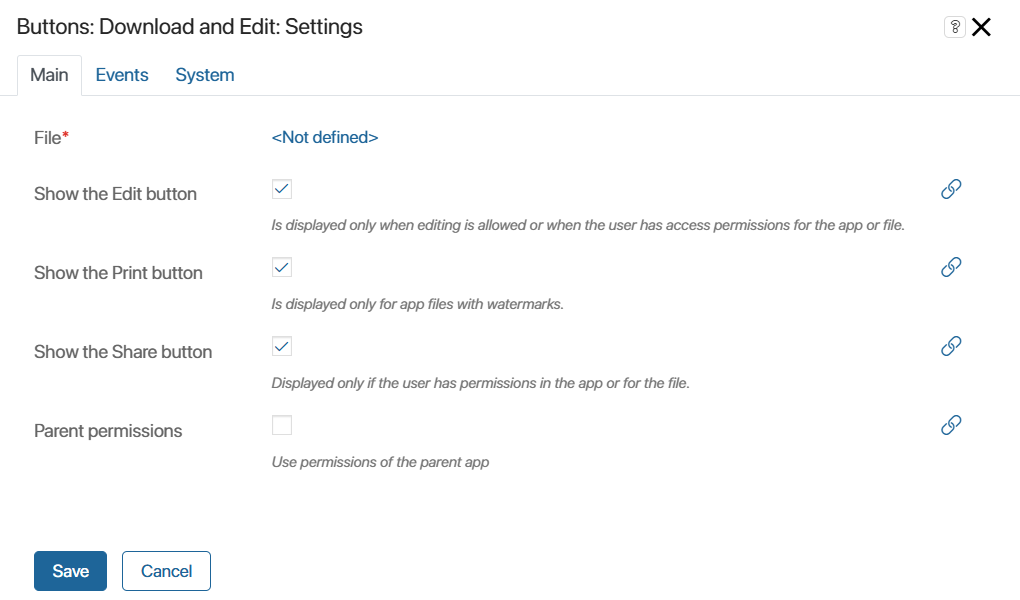 Buttons: Download and Edit: Settings
?
Main Events System
File* <Not defined>
Show the Edit button
Is displayed only when editing is allowed or when the user has access permissions for the app or file.
Show the Print button
Is displayed only for app files with watermarks.
Show the Share button
Displayed only if the user has permissions in the app or for the file.
Parent permissions
Use permissions of the parent app
Save Cancel